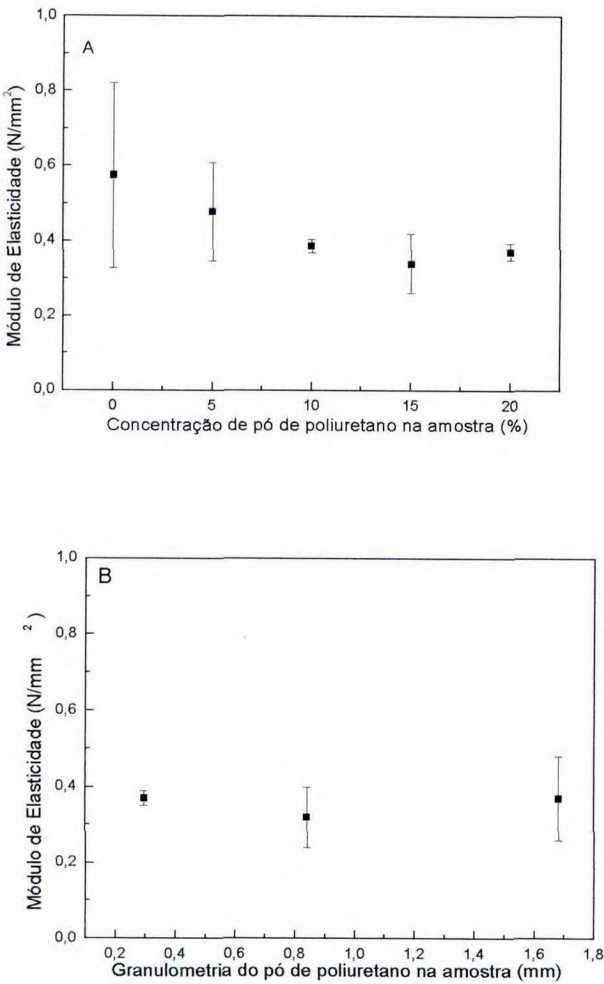 A
1,0
0,8
0,6
0,4
0,2
0,0
Módulo de Elasticidade (N/mm²)
0 5 10 15 20
Concentração de pó de poliuretano na amostra (%)
B
1,0
0,8
0,6
0,4
0,2
0,0
Módulo de Elasticidade (N/mm ²)
0,2 0,4 0,6 0,8 1,0 1,2 1,4 1,6 1,8
Granulometria do pó de poliuretano na amostra (mm)